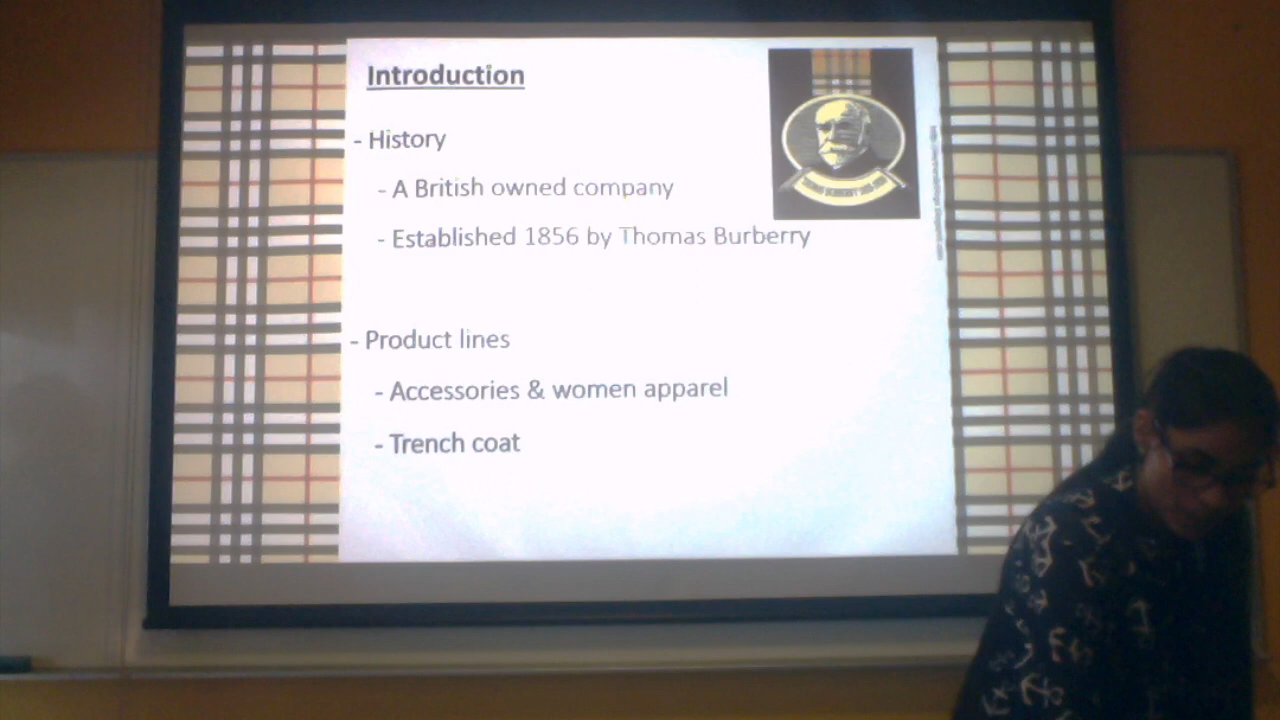 Introduction
- History
- A British owned company
- Established 1856 by Thomas Burberry
- Product lines
- Accessories & women apparel
- Trench coat